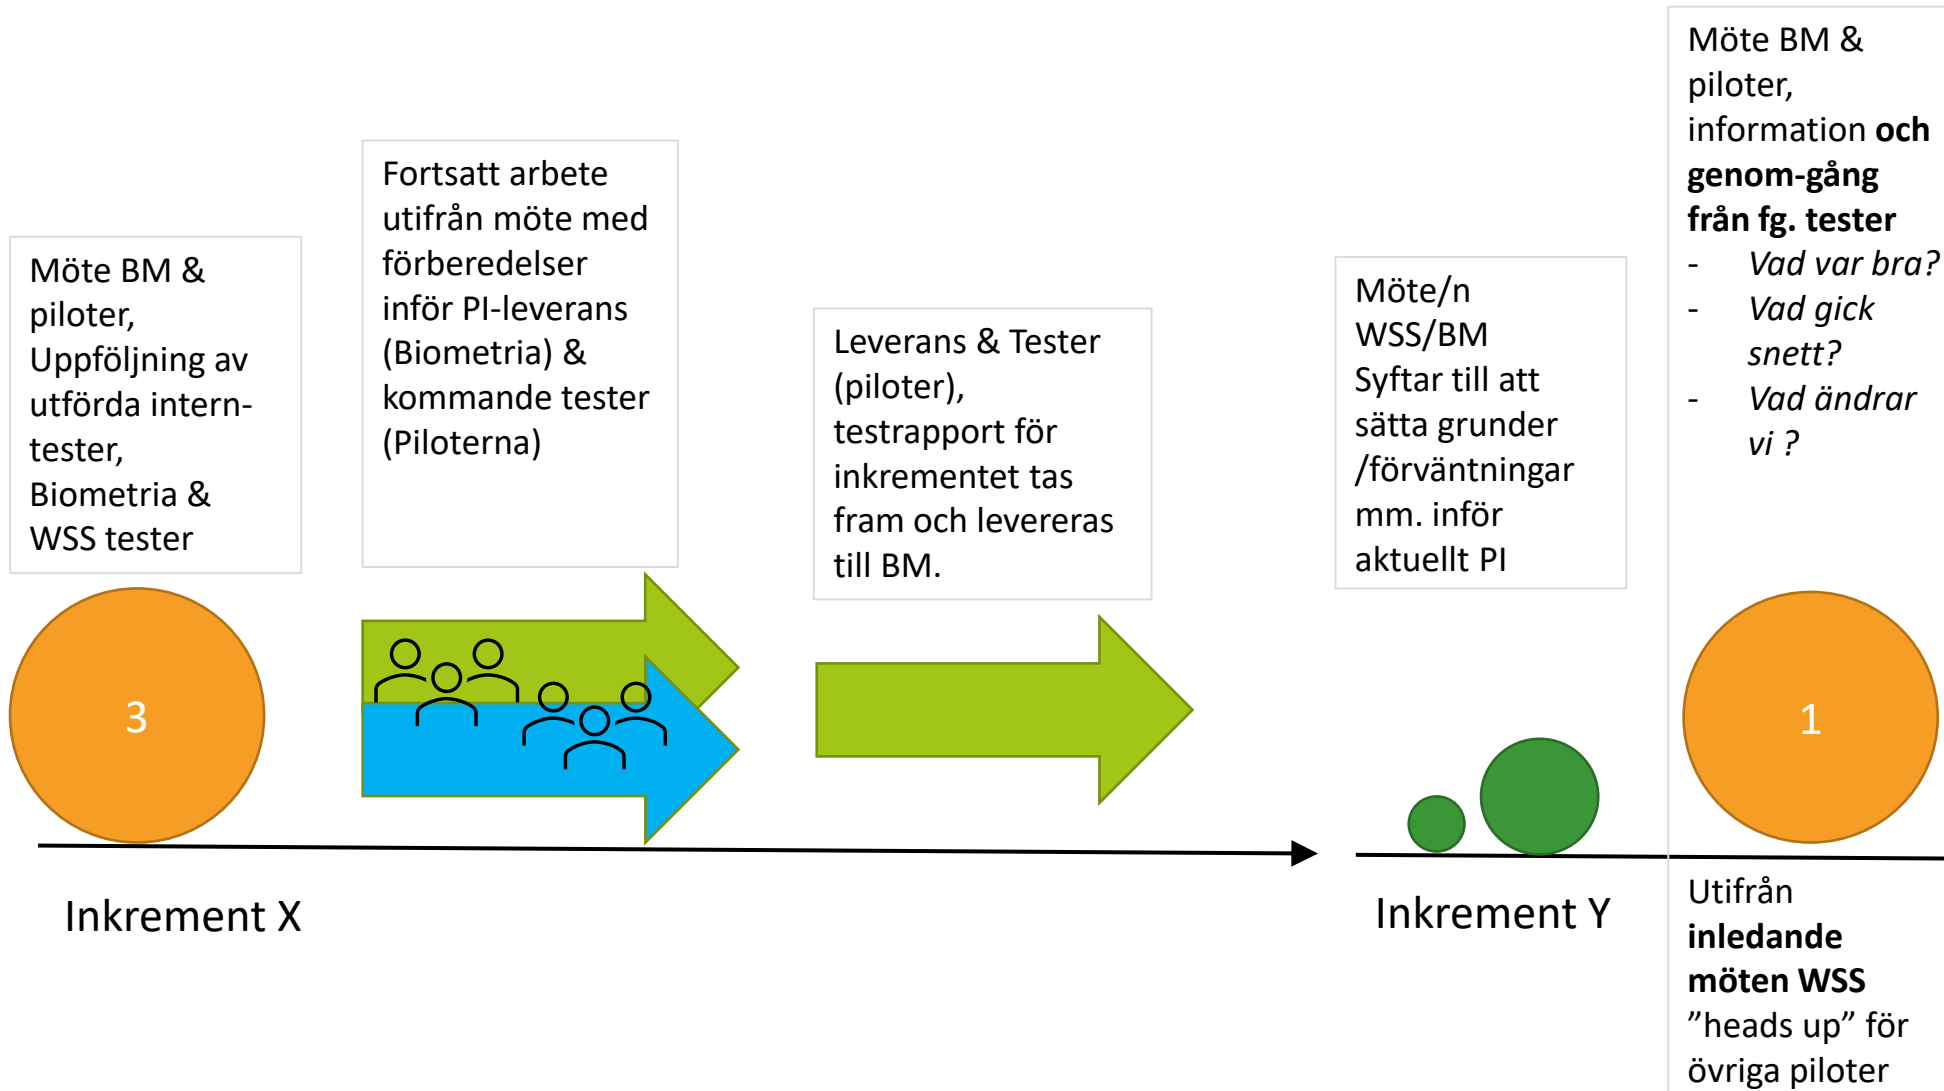 Möte BM &
piloter,
Uppföljning av
utförda intern-
tester,
Biometria &
WSS tester
3
Fortsatt arbete
utifrån möte med
förberedelser
inför PI-leverans
(Biometria) &
kommande tester
(Piloterna)
Leverans & Tester
(piloter),
testrapport för
inkrementet tas
fram och levereras
till BM.
Inkrement X
Möte/n
WSS/BM
Syftar till att
sätta grunder
/förväntningar
mm. inför
aktuellt PI
Inkrement Y
Möte BM &
piloter,
information och
genom-gång
från fg. tester
- Vad var bra?
- Vad gick
snett?
- Vad ändrar
vi ?
1
Utifrån
inledande
möten WSS
”heads up” för
övriga piloter